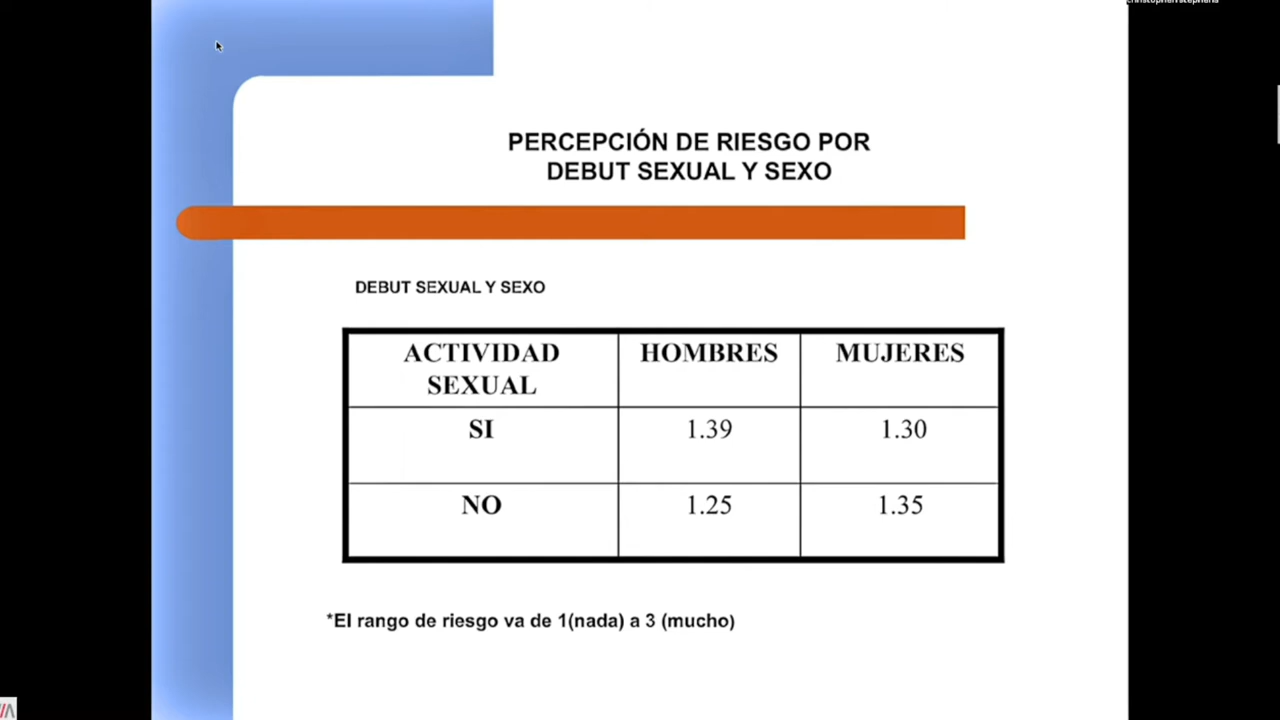 PERCEPCIÓN DE RIESGO POR
DEBUT SEXUAL Y SEXO
DEBUT SEXUAL Y SEXO
ACTIVIDAD SEXUAL HOMBRES MUJERES
SI 1.39 1.30
NO 1.25 1.35
*El rango de riesgo va de 1(nada) a 3 (mucho)